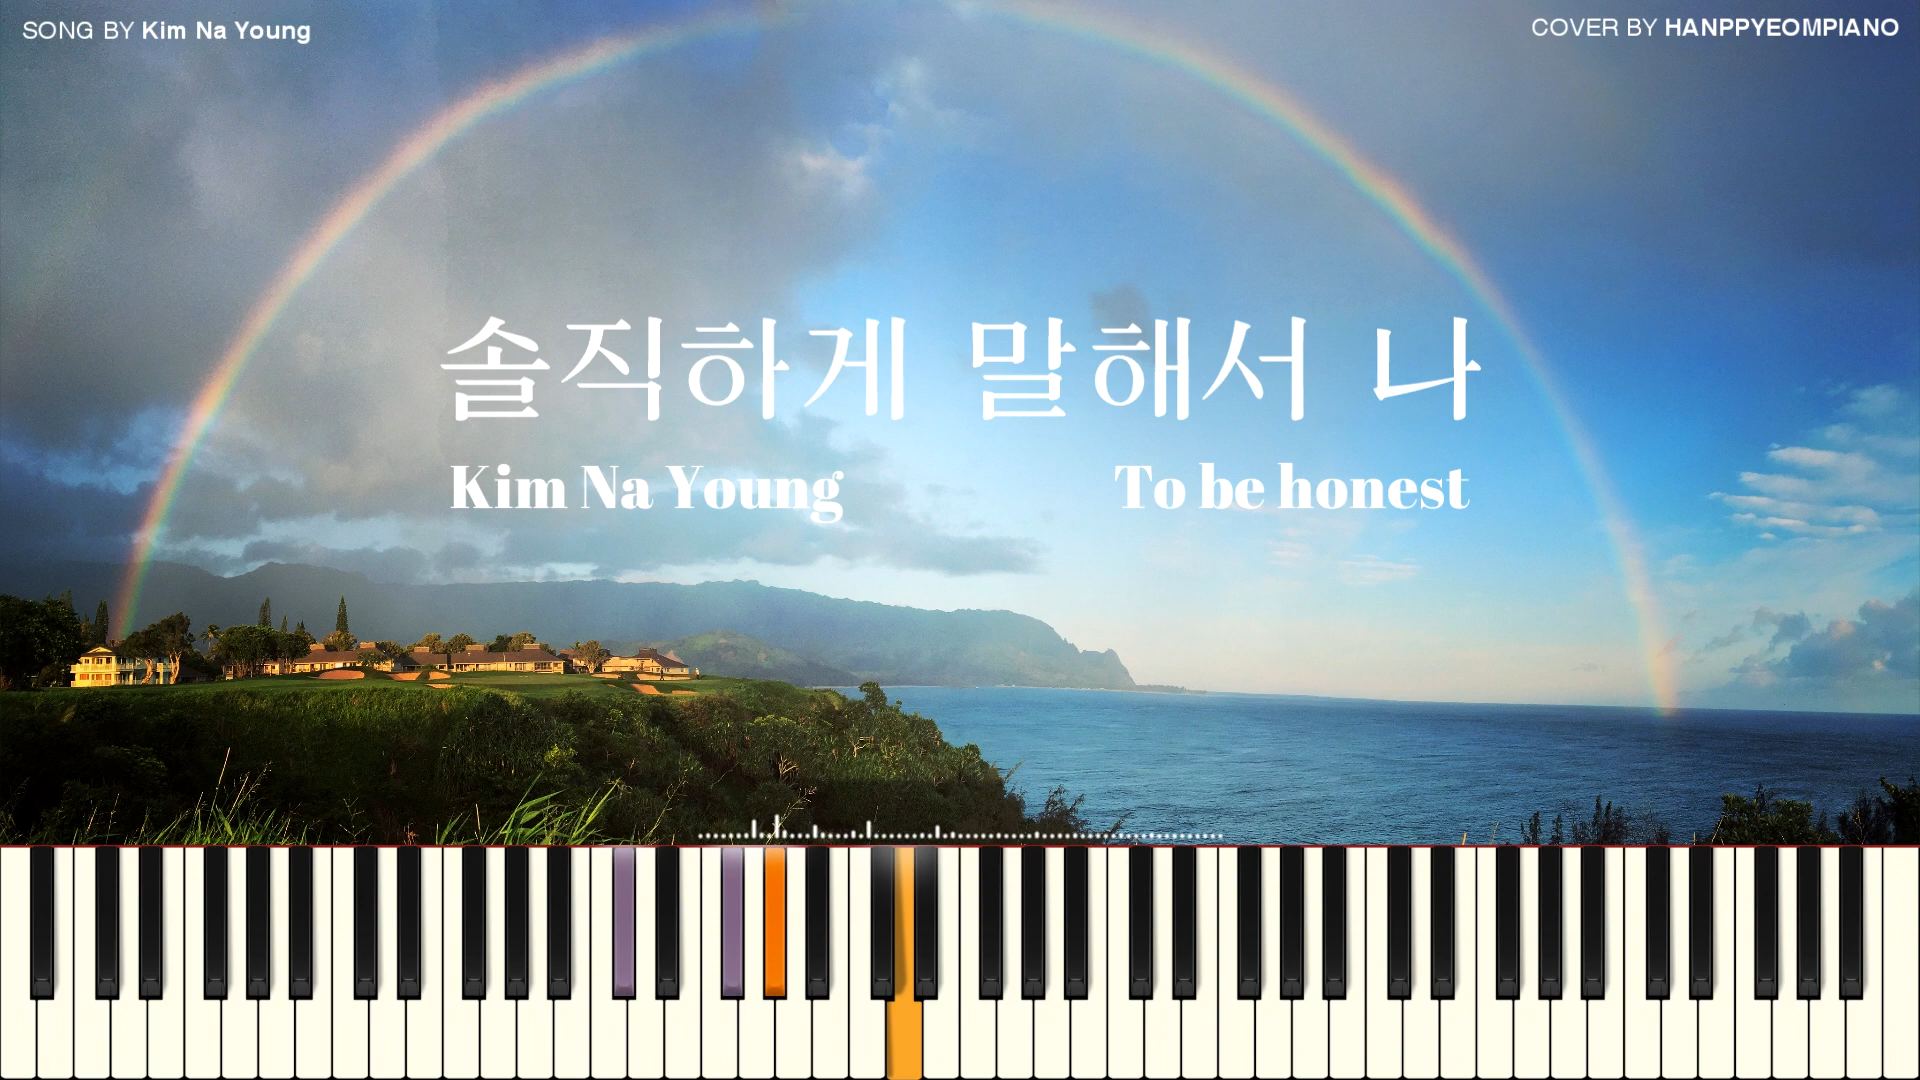 SONG BY Kim Na Young
COVER BY HANPPYEOMPIANO
솔직하게 말해서 나
Kim Na Young
To be honest